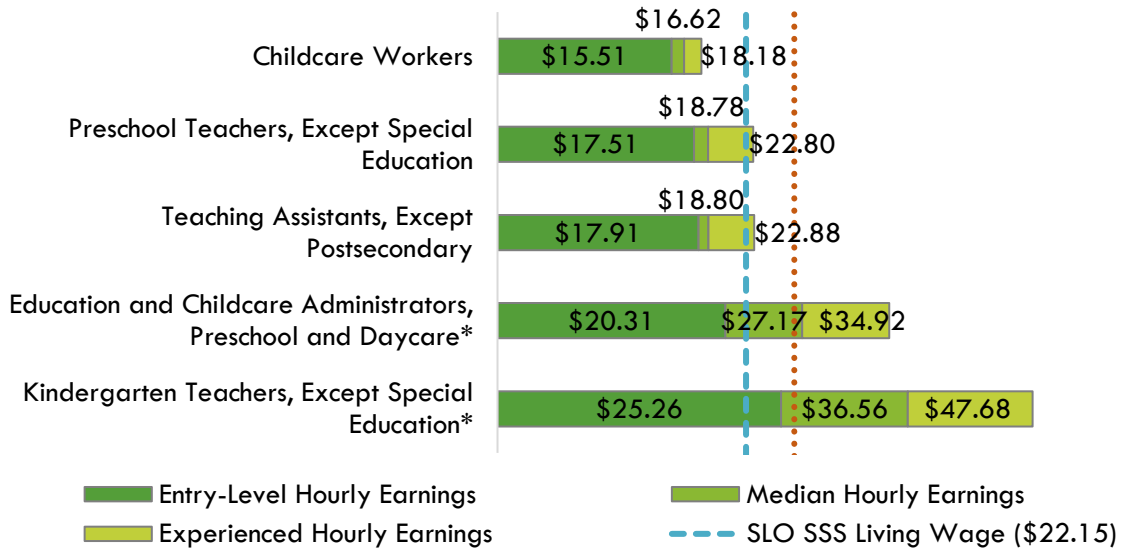 $16.62
Childcare Workers
$15.51
$18.18
$18.78
Preschool Teachers, Except Special
Education
$17.51
$22.80
$18.80
Teaching Assistants, Except
Postsecondary
$17.91
$22.88
Education and Childcare Administrators,
Preschool and Daycare*
$20.31
$27.17
$34.92
Kindergarten Teachers, Except Special
Education*
$25.26
$36.56
$47.68
Entry-Level Hourly Earnings
Median Hourly Earnings
Experienced Hourly Earnings
SLO SSS Living Wage ($22.15)